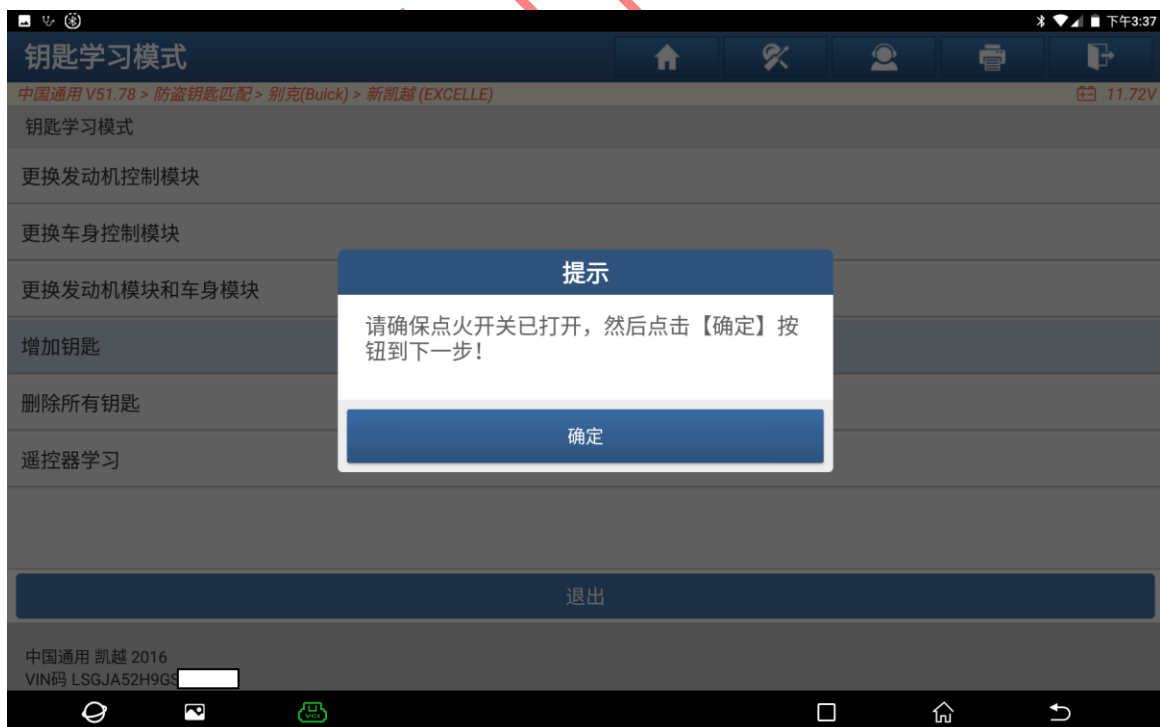 下午3:37
钥匙学习模式
中国通用 V51.78 > 防盗钥匙匹配 > 别克(Buick) > 新凯越 (EXCELLE)
11.72V
钥匙学习模式
更换发动机控制模块
更换车身控制模块
更换发动机模块和车身模块
增加钥匙
删除所有钥匙
遥控器学习
提示
请确保点火开关已打开，然后点击【确定】按
钮到下一步！
确定
退出
中国通用 凯越 2016
VIN码 LSGJA52H9GS
VCI